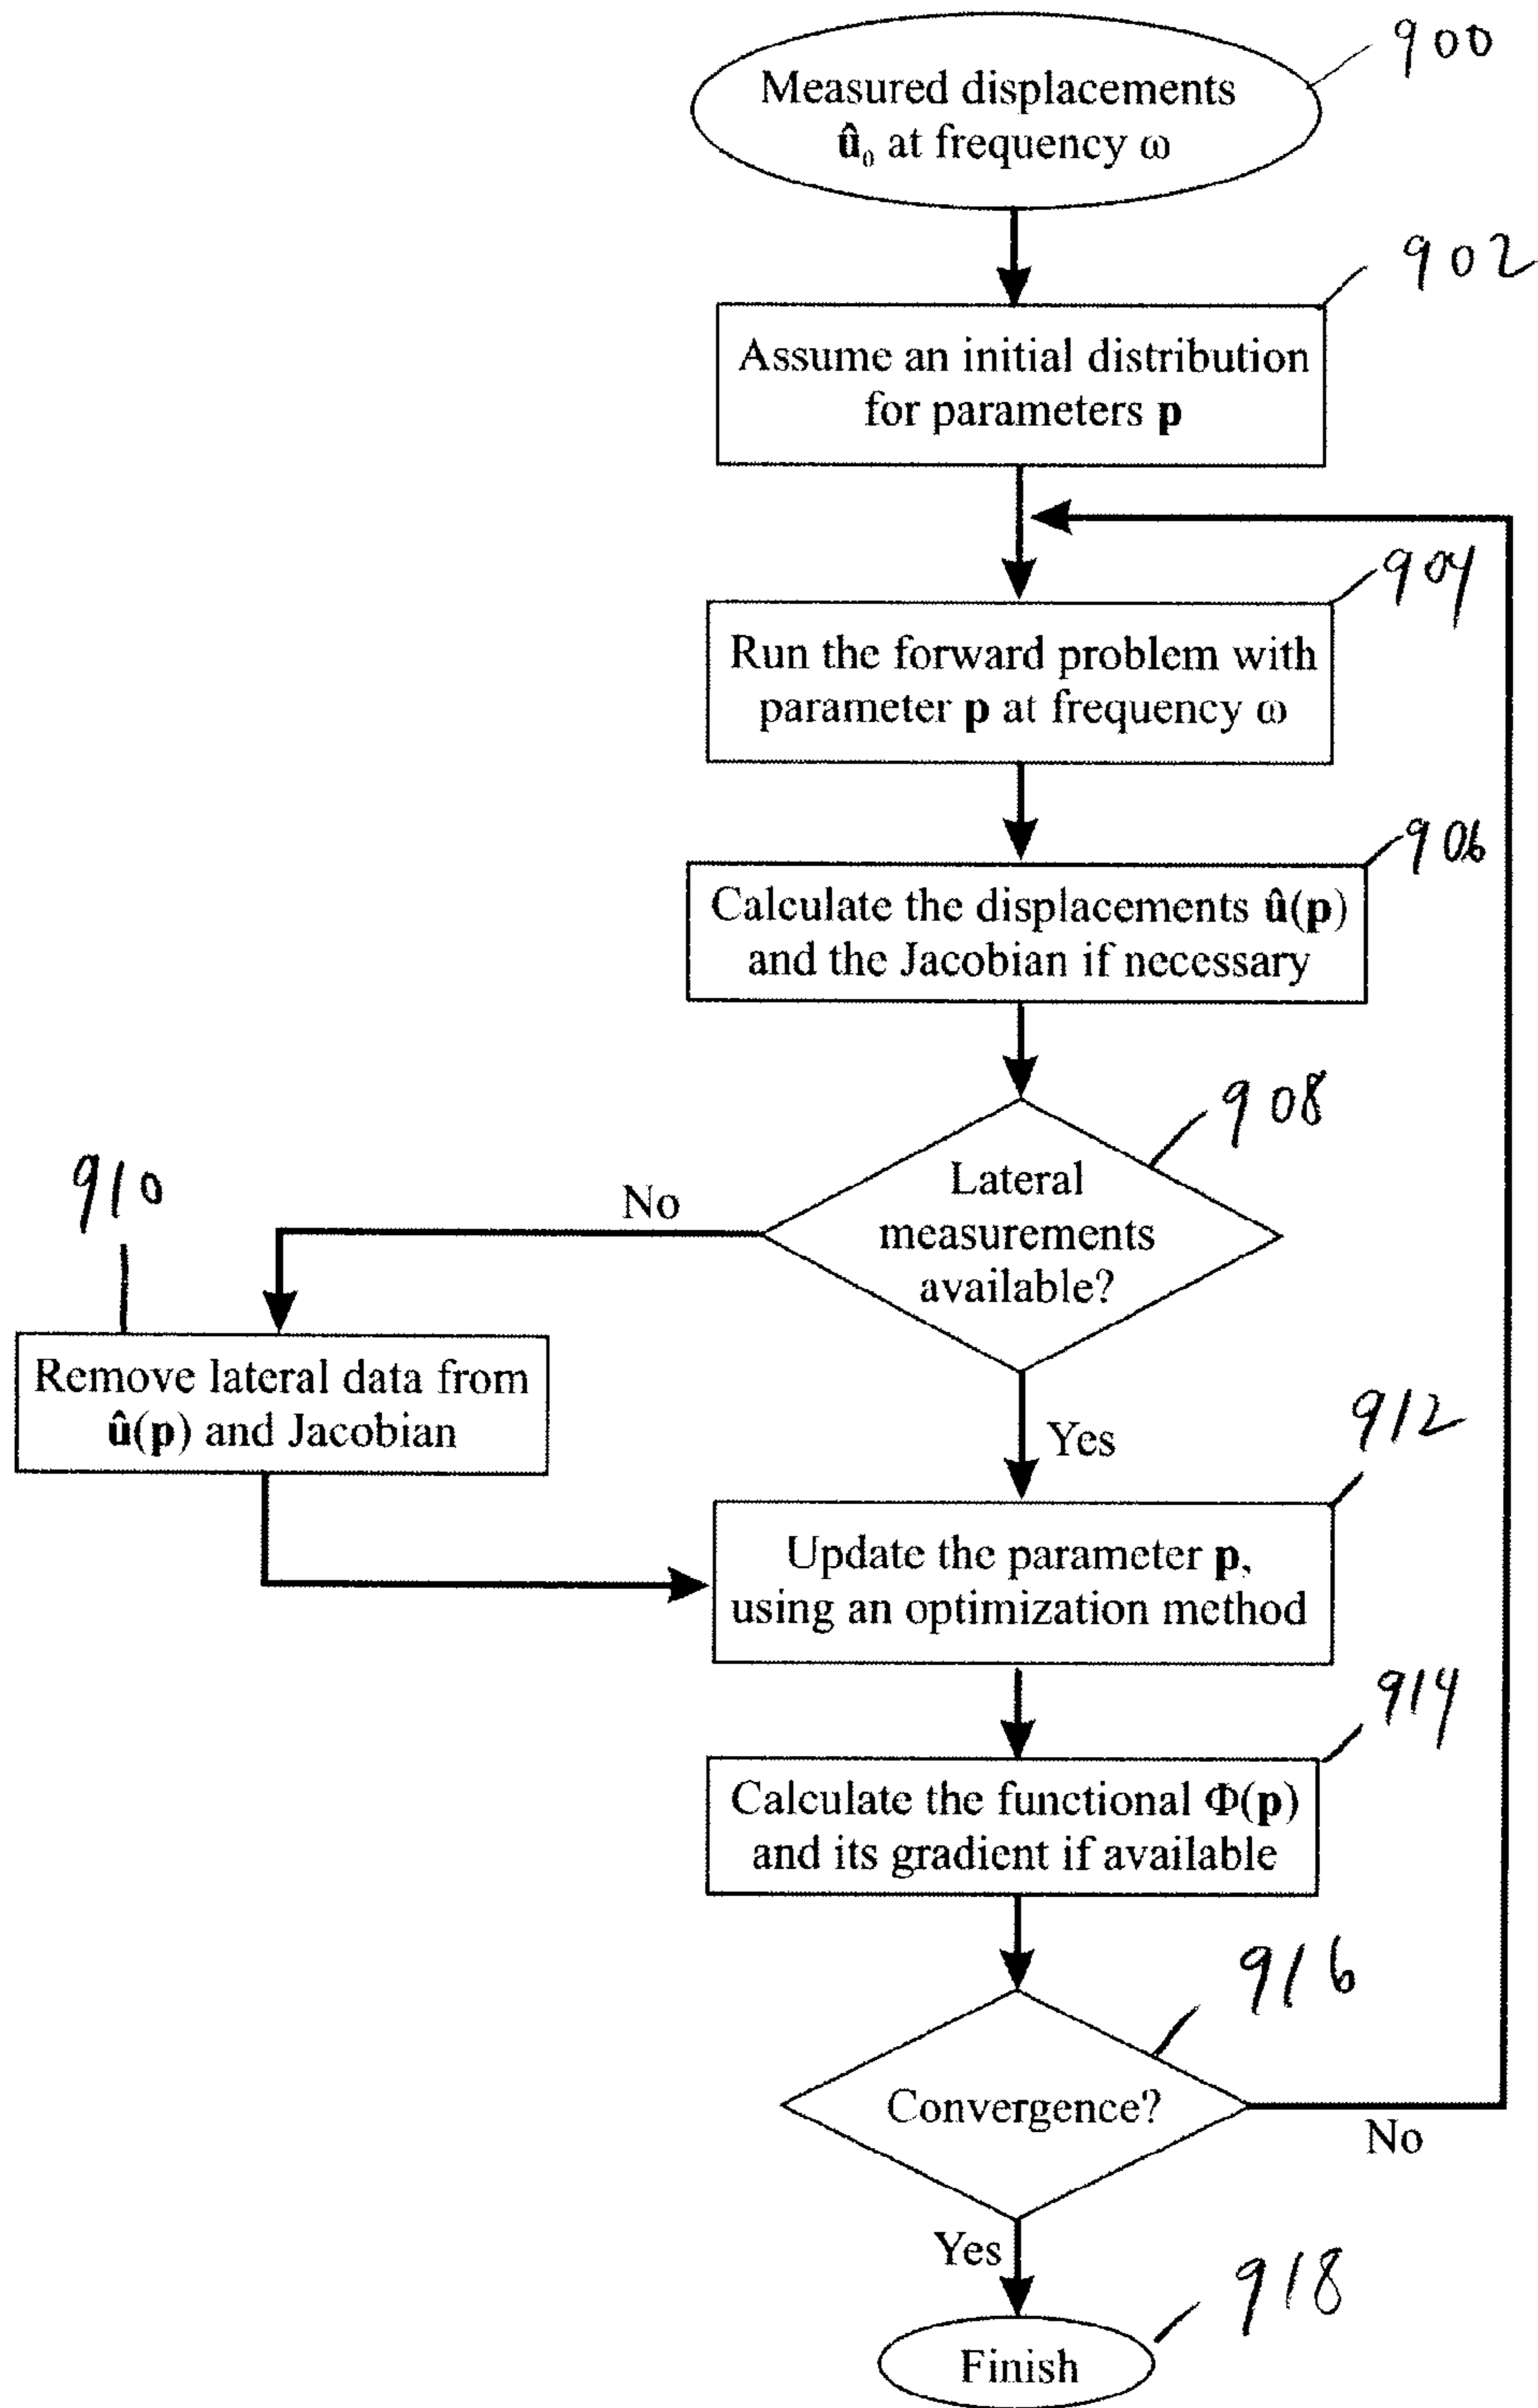 900
Measured displacements
û₀ at frequency ω
902
Assume an initial distribution
for parameters p
904
Run the forward problem with
parameter p at frequency ω
906
Calculate the displacements û(p)
and the Jacobian if necessary
908
Lateral
measurements
available?
No
910
Remove lateral data from
û(p) and Jacobian
Yes
912
Update the parameter p,
using an optimization method
914
Calculate the functional Φ(p)
and its gradient if available
916
Convergence?
No
Yes
918
Finish